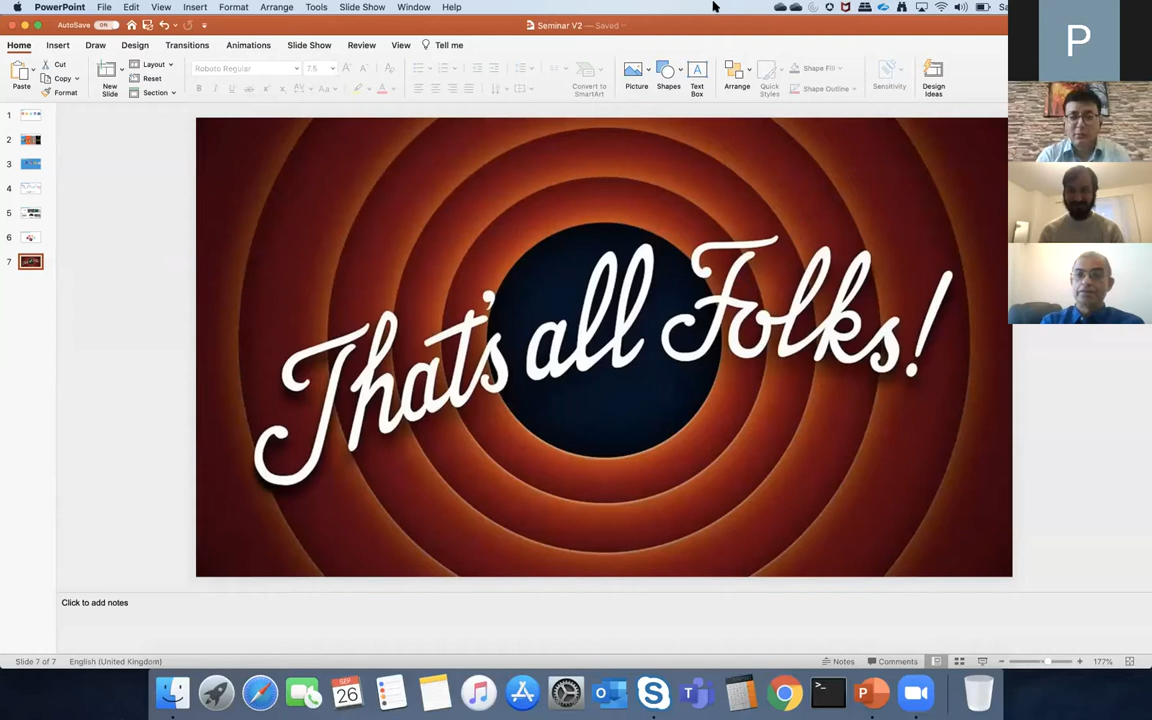 PowerPoint File Edit View Insert Format Arrange Tools Slide Show Window Help Sa
AutoSave ON Seminar V2 — Saved
Home Insert Draw Design Transitions Animations Slide Show Review View Tell me
Paste
Cut
Copy
Format
New Slide
Layout
Reset
Section
Roboto Regular 7.5
Convert to SmartArt
Picture
Shapes
Text Box
Arrange
Quick Styles
Shape Fill
Shape Outline
Sensitivity
Design Ideas
P
1
2
3
4
5
6
7
That's all Folks!
Click to add notes
Slide 7 of 7 English (United Kingdom) Notes Comments 177%
SEP
26